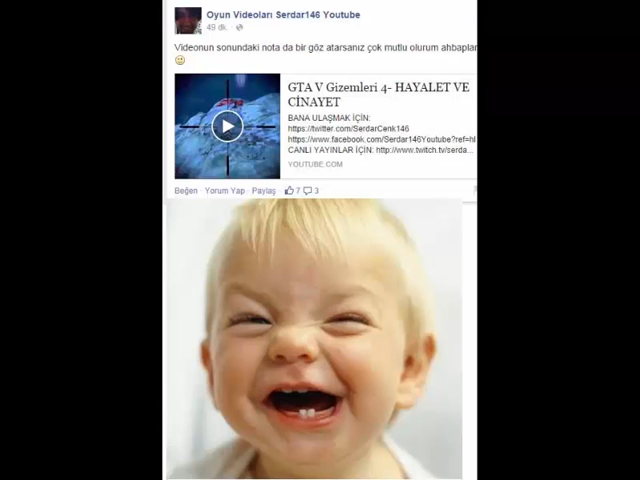 Oyun Videoları Serdar146 Youtube
49 dk ·
Videonun sonundaki nota da bir göz atarsanız çok mutlu olurum ahbaplar
GTA V Gizemleri 4- HAYALET VE
CİNAYET
BANA ULAŞMAK İÇİN:
https://twitter.com/SerdarCenk146
https://www.facebook.com/Serdar146Youtube?ref=hl
CANLI YAYINLAR İÇİN: http://www.twitch.tv/serda...
YOUTUBE.COM
Beğen · Yorum Yap · Paylaş 7 3